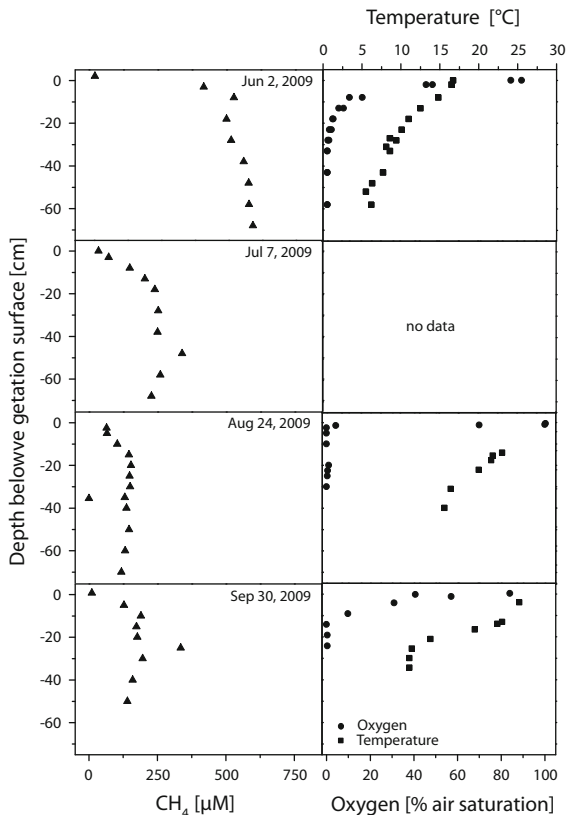 Temperature [°C]
0 5 10 15 20 25 30
Jun 2, 2009
0
-20
-40
-60
Jul 7, 2009
0
-20
-40
-60
no data
Aug 24, 2009
0
-20
-40
-60
Sep 30, 2009
0
-20
-40
-60
Oxygen
Temperature
Depth belowve getation surface [cm]
0 250 500 750
0 20 40 60 80 100
CH4 [µM]
Oxygen [% air saturation]